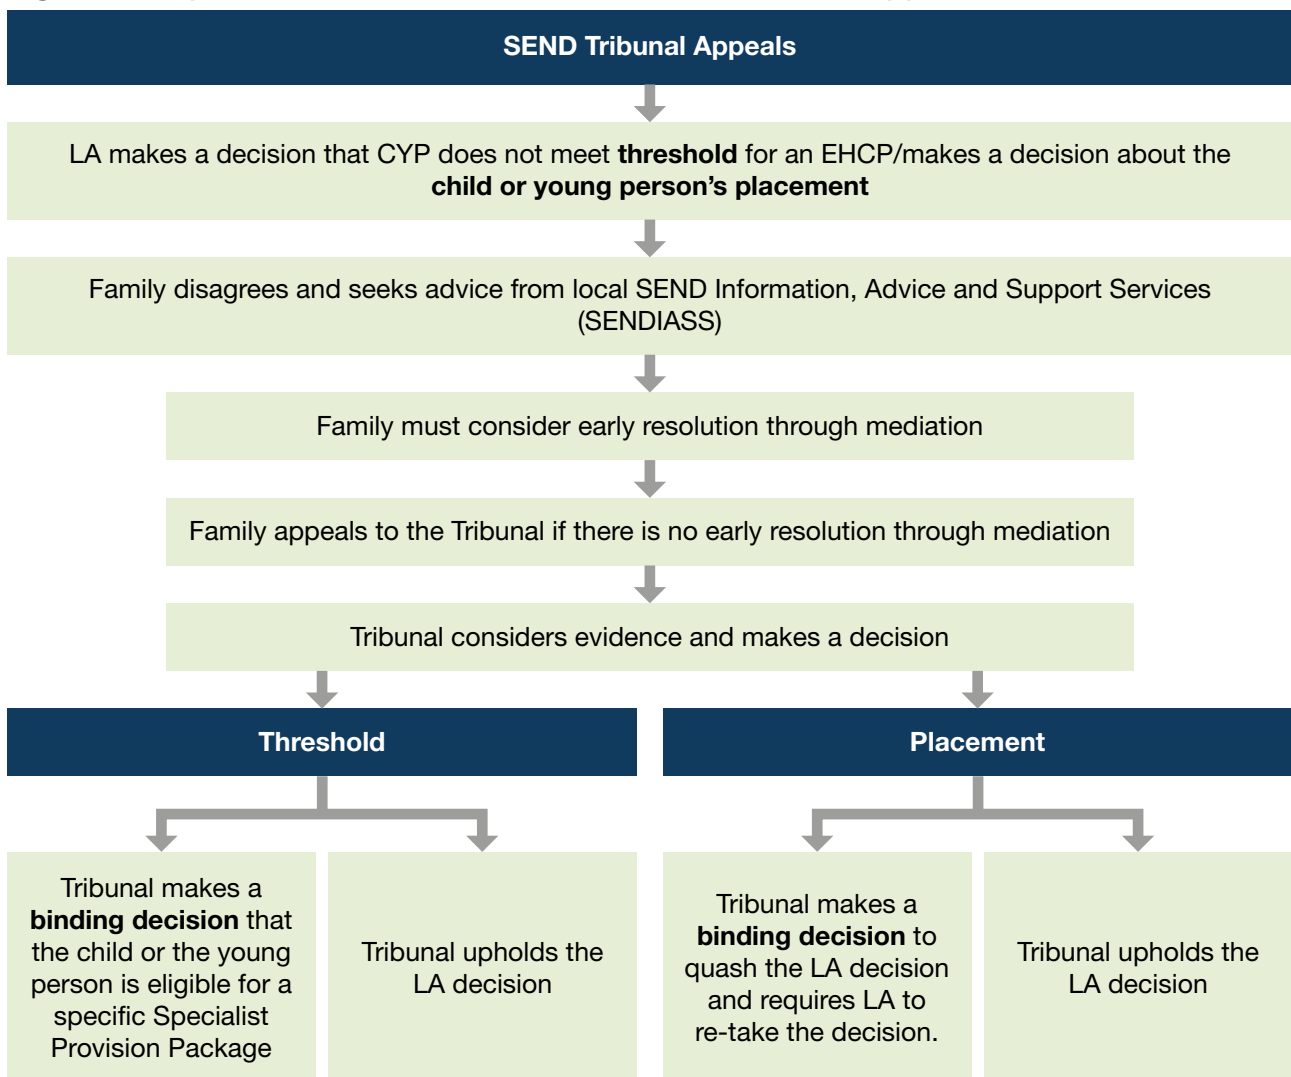 SEND Tribunal Appeals
LA makes a decision that CYP does not meet threshold for an EHCP/makes a decision about the
child or young person’s placement
Family disagrees and seeks advice from local SEND Information, Advice and Support Services
(SENDIASS)
Family must consider early resolution through mediation
Family appeals to the Tribunal if there is no early resolution through mediation
Tribunal considers evidence and makes a decision
Threshold
Tribunal makes a
binding decision that
the child or the young
person is eligible for a
specific Specialist
Provision Package
Tribunal upholds the
LA decision
Placement
Tribunal makes a
binding decision to
quash the LA decision
and requires LA to
re-take the decision.
Tribunal upholds the
LA decision